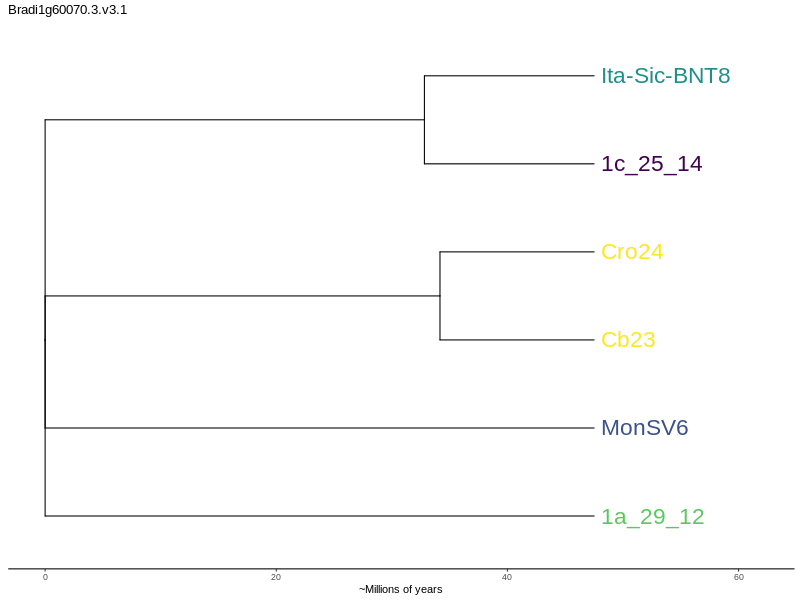 Bradi1g60070.3.v3.1
Ita-Sic-BNT8
1c_25_14
Cro24
Cb23
MonSV6
1a_29_12
0 20 40 60
~Millions of years